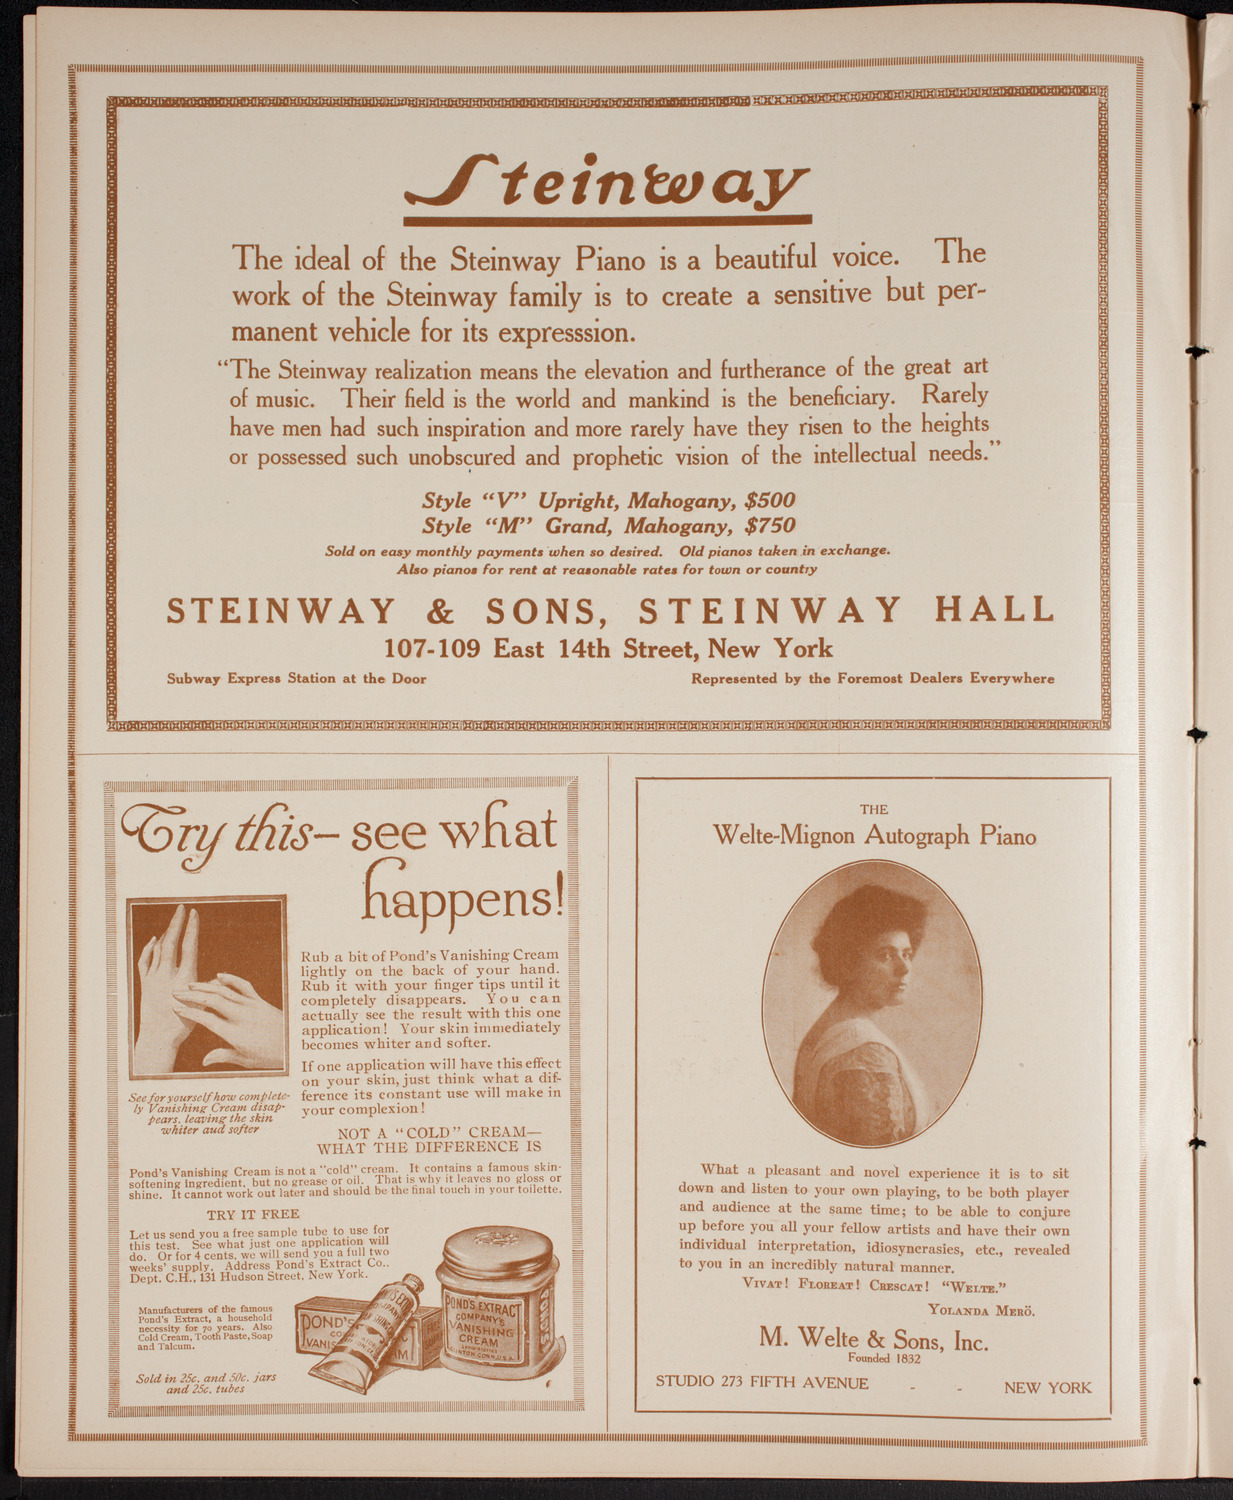 Steinway
The ideal of the Steinway Piano is a beautiful voice. The
work of the Steinway family is to create a sensitive but per-
manent vehicle for its expresssion.
“The Steinway realization means the elevation and furtherance of the great art
of music. Their field is the world and mankind is the beneficiary. Rarely
have men had such inspiration and more rarely have they risen to the heights
or possessed such unobscured and prophetic vision of the intellectual needs.”
Style “V” Upright, Mahogany, $500
Style “M” Grand, Mahogany, $750
Sold on easy monthly payments when so desired. Old pianos taken in exchange.
Also pianos for rent at reasonable rates for town or country
STEINWAY & SONS, STEINWAY HALL
107-109 East 14th Street, New York
Subway Express Station at the Door
Represented by the Foremost Dealers Everywhere
Try this—see what
happens!
Rub a bit of Pond's Vanishing Cream
lightly on the back of your hand.
Rub it with your finger tips until it
completely disappears. You can
actually see the result with this one
application! Your skin immediately
becomes whiter and softer.
If one application will have this effect
on your skin, just think what a dif-
ference its constant use will make in
your complexion!
See for yourself how complete-
ly Vanishing Cream disap-
pears, leaving the skin
whiter aud softer
NOT A “COLD” CREAM—
WHAT THE DIFFERENCE IS
Pond's Vanishing Cream is not a "cold" cream. It contains a famous skin-
softening ingredient, but no grease or oil. That is why it leaves no gloss or
shine. It cannot work out later and should be the final touch in your toilette.
TRY IT FREE
Let us send you a free sample tube to use for
this test. See what just one application will
do. Or for 4 cents, we will send you a full two
weeks' supply. Address Pond's Extract Co.,
Dept. C.H., 131 Hudson Street, New York.
Manufacturers of the famous
Pond's Extract, a household
necessity for 70 years. Also
Cold Cream, Tooth Paste, Soap
and Talcum.
Sold in 25c. and 50c. jars
and 25c. tubes
POND'S
CO
VANIS
POND'S EXTRACT
COMPANY'S
VANISHING
CREAM
THE
Welte-Mignon Autograph Piano
What a pleasant and novel experience it is to sit
down and listen to your own playing, to be both player
and audience at the same time; to be able to conjure
up before you all your fellow artists and have their own
individual interpretation, idiosyncrasies, etc., revealed
to you in an incredibly natural manner.
VIVAT! FLOREAT! CRESCAT! “WELTE.”
YOLANDA MERÖ.
M. Welte & Sons, Inc.
Founded 1832
STUDIO 273 FIFTH AVENUE - - NEW YORK